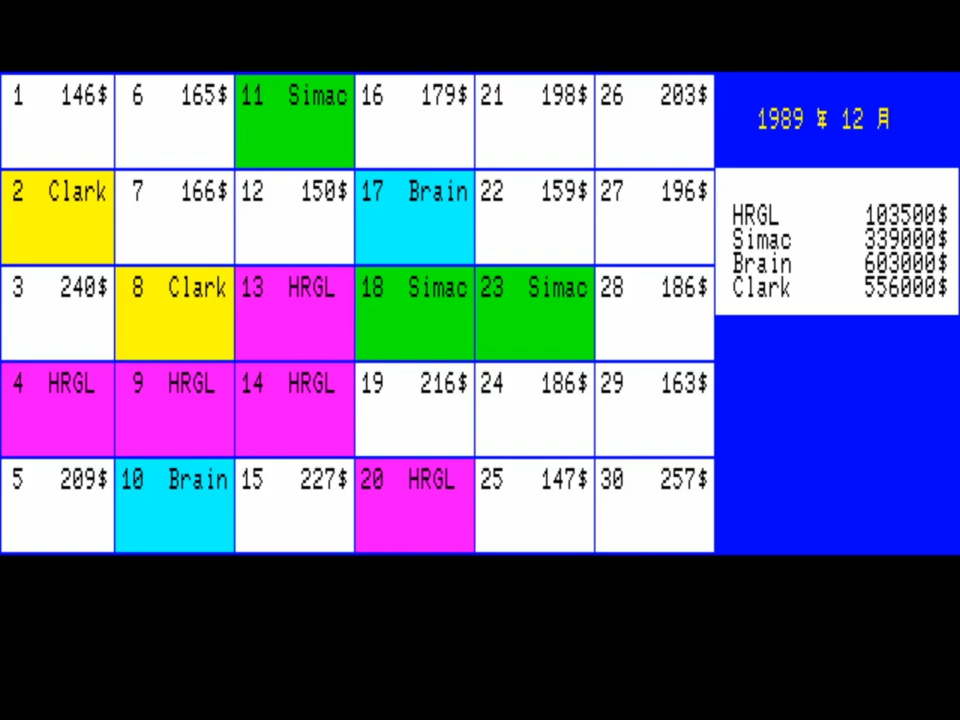 1 146$ 6 165$ 11 Simac 16 179$ 21 198$ 26 203$
1989 年 12 月
2 Clark 7 166$ 12 150$ 17 Brain 22 159$ 27 196$
HRGL 103500$
Simac 339000$
Brain 603000$
Clark 556000$
3 240$ 8 Clark 13 HRGL 18 Simac 23 Simac 28 186$
4 HRGL 9 HRGL 14 HRGL 19 216$ 24 186$ 29 163$
5 209$ 10 Brain 15 227$ 20 HRGL 25 147$ 30 257$